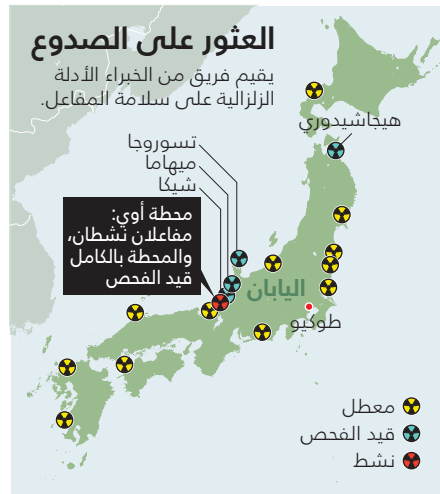 العثور على الصدوع
يقيم فريق من الخبراء الأدلة
الزلزالية على سلامة المفاعل.
هيجاشيدوري
تسوروجا
ميهاما
شيكا
محطة أوي:
مفاعلان نشطان،
والمحطة بالكامل
قيد الفحص
اليابان
طوكيو
معطل
قيد الفحص
نشط